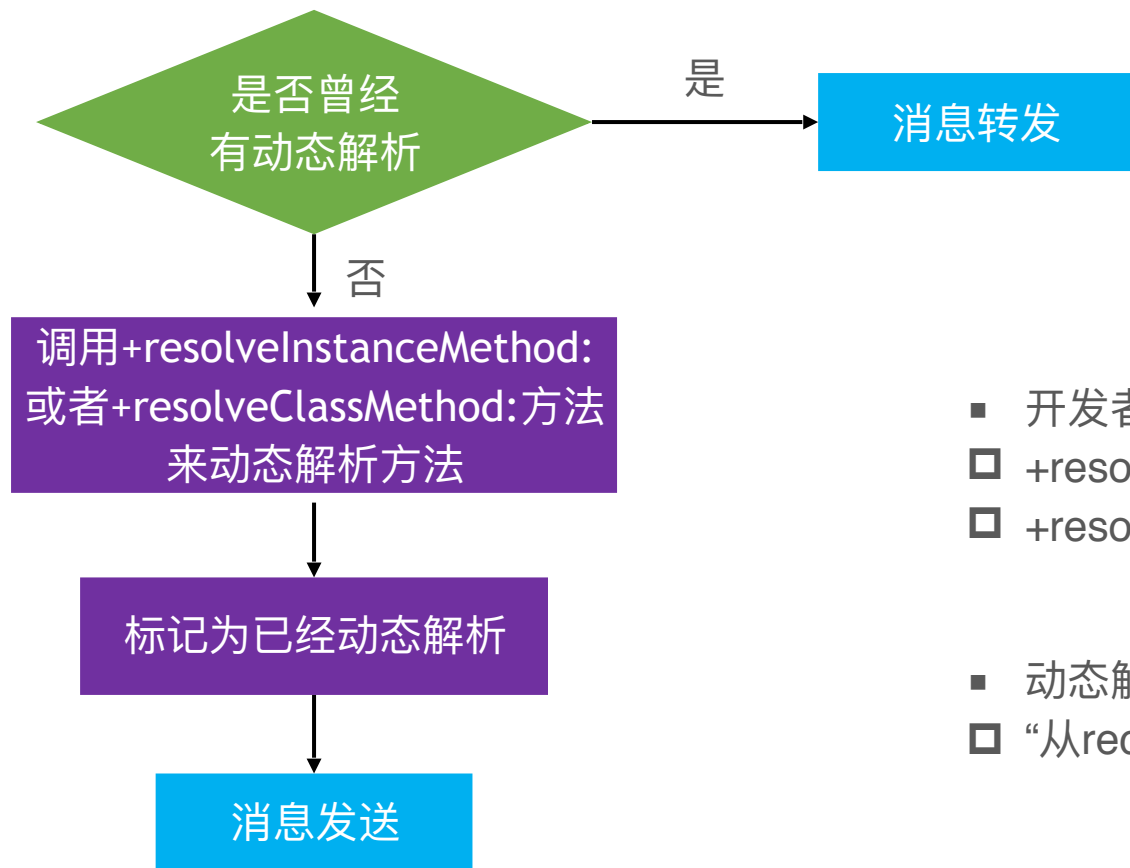 是否曾经
有动态解析
是
消息转发
否
调用+resolveInstanceMethod:
或者+resolveClassMethod:方法
来动态解析方法
标记为已经动态解析
消息发送
开发
+reso
+reso
动态
“从rec